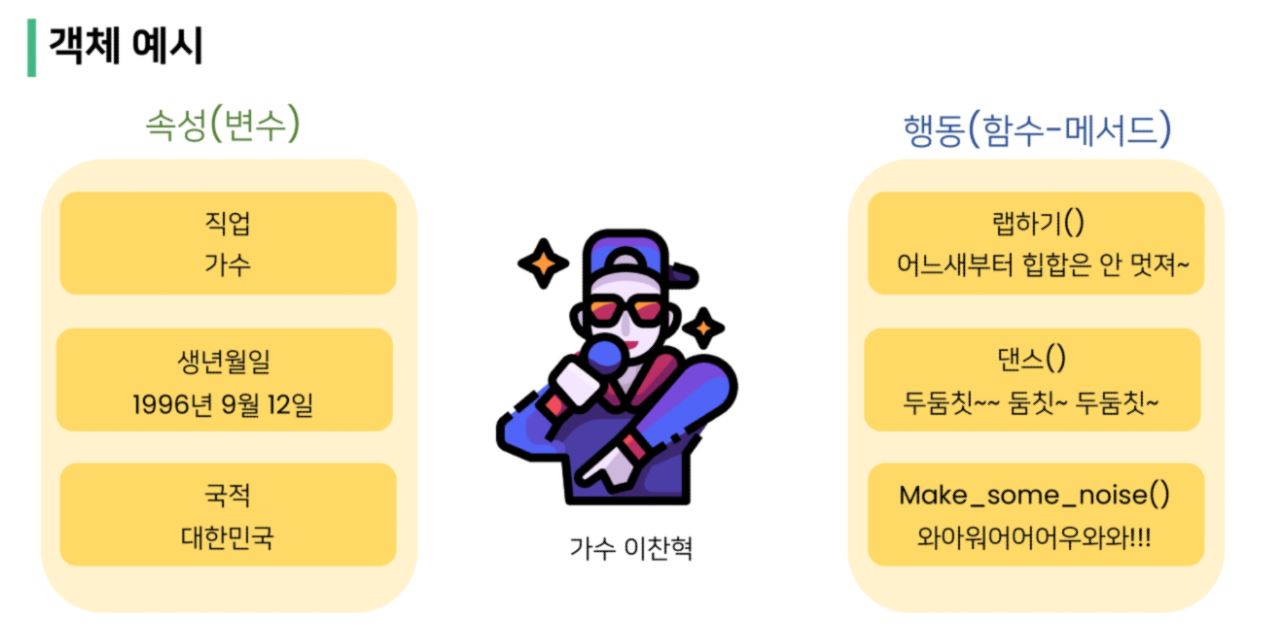 객체 예시
속성(변수)
직업
가수
생년월일
1996년 9월 12일
국적
대한민국
가수 이찬혁
행동(함수-메서드)
랩하기()
어느새부터 힙합은 안 멋져~
댄스()
두둠칫~~ 둠칫~ 두둠칫~
Make_some_noise()
와아워어어어우와와!!!